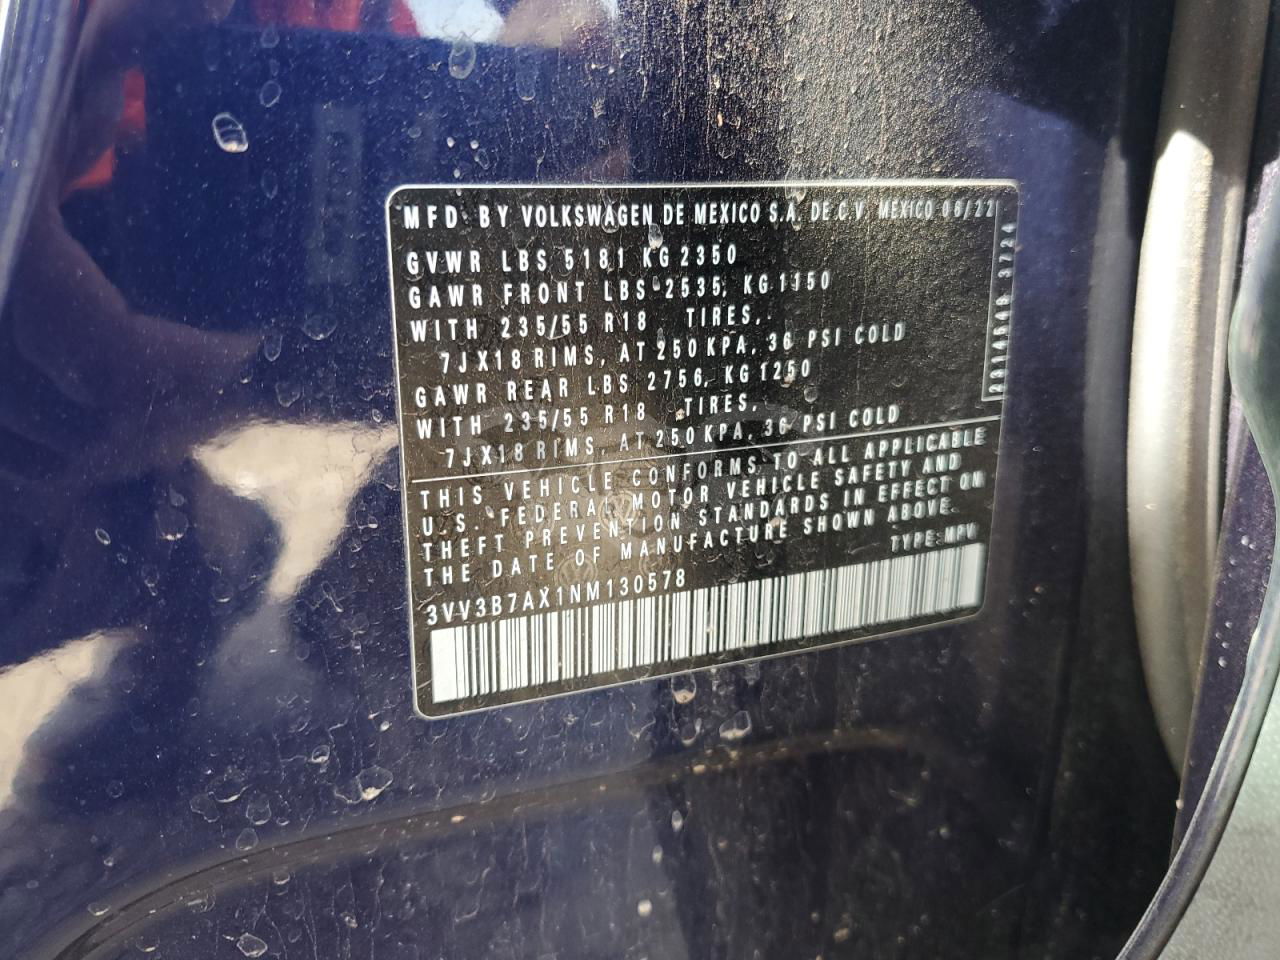 MFD. BY VOLKSWAGEN DE MEXICO S.A. DE C.V. MEXICO 06/22
GVWR LBS 5181 KG 2350
GAWR FRONT LBS 2535, KG 1150
WITH 235/55 R18 TIRES,
7JX18 RIMS, AT 250 KPA, 36 PSI COLD
GAWR REAR LBS 2756, KG 1250
WITH 235/55 R18 TIRES,
7JX18 RIMS, AT 250 KPA, 36 PSI COLD
THIS VEHICLE CONFORMS TO ALL APPLICABLE
U.S. FEDERAL MOTOR VEHICLE SAFETY AND
THEFT PREVENTION STANDARDS IN EFFECT ON
THE DATE OF MANUFACTURE SHOWN ABOVE.
TYPE: MPV
3VV3B7AX1NM130578
3724